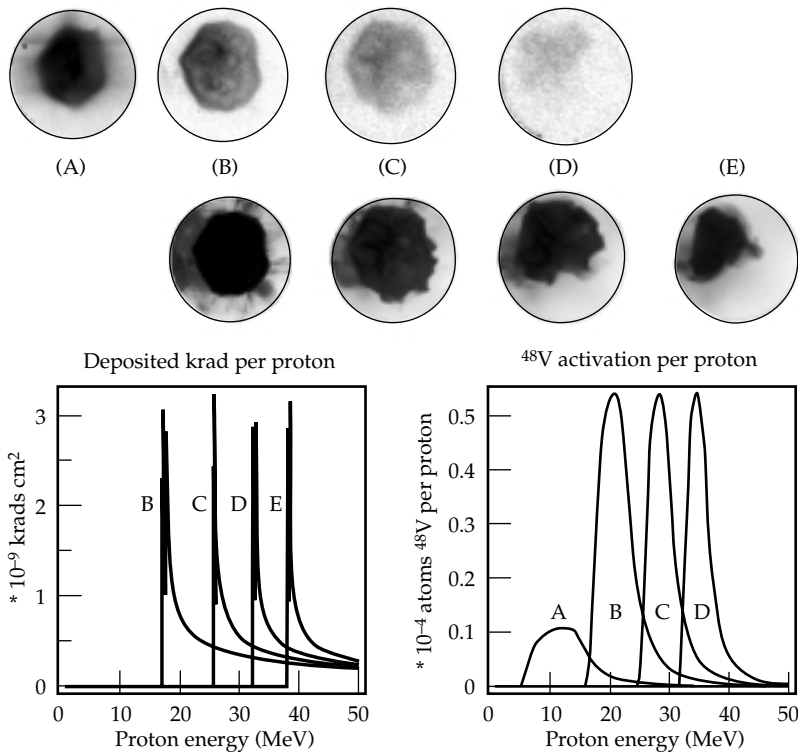 (A) (B) (C) (D) (E)
Deposited krad per proton
* 10⁻⁹ krads cm²
3
2
1
0
B C D E
0 10 20 30 40 50
Proton energy (MeV)
⁴⁸V activation per proton
* 10⁻⁴ atoms ⁴⁸V per proton
0.5
0.4
0.3
0.2
0.1
0
A B C D
0 10 20 30 40 50
Proton energy (MeV)